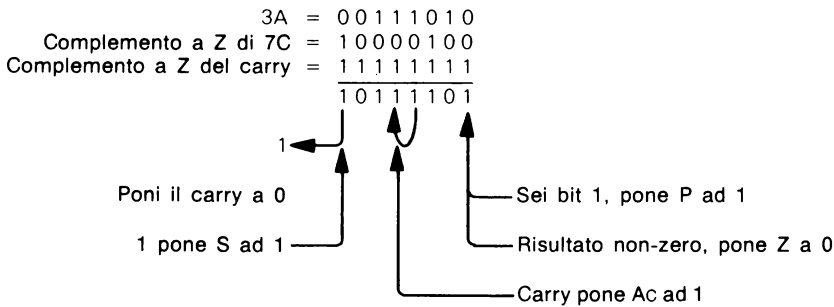 3A = 00111010
Complemento a Z di 7C = 10000100
Complemento a Z del carry = 11111111
10111101
1
Poni il carry a 0
Sei bit 1, pone P ad 1
1 pone S ad 1
Risultato non-zero, pone Z a 0
Carry pone Ac ad 1